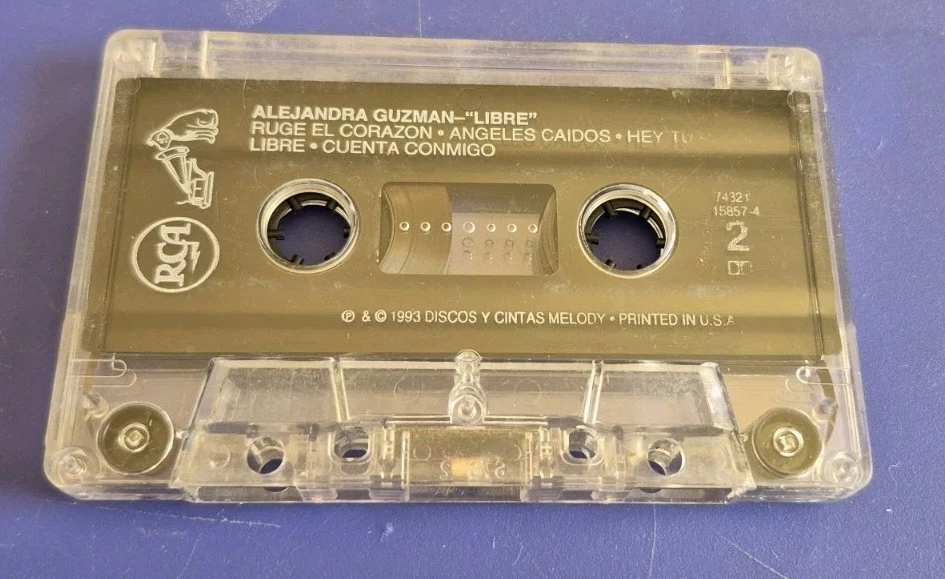 ALEJANDRA GUZMAN–"LIBRE"
RUGE EL CORAZON • ANGELES CAIDOS • HEY TU
LIBRE • CUENTA CONMIGO
RCA
74321
15857-4
2
℗ & © 1993 DISCOS Y CINTAS MELODY • PRINTED IN U.S.A.